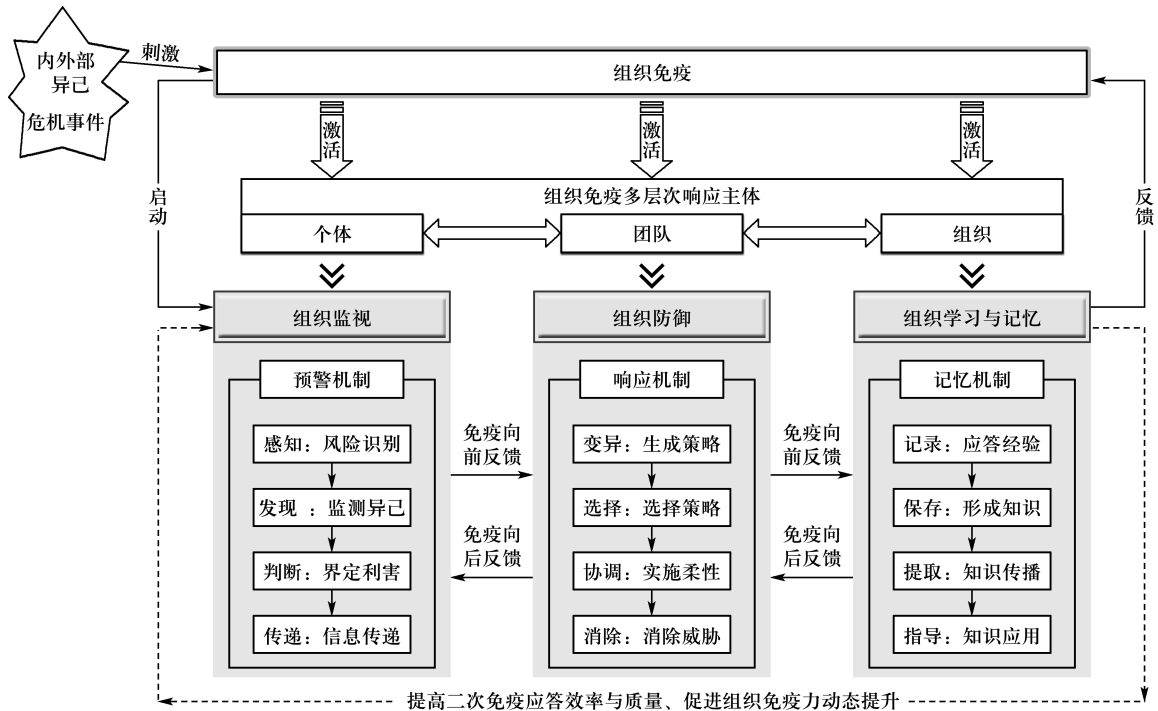 内外部
异己
危机事件
刺激
组织免疫
激活
激活
激活
启动
反馈
组织免疫多层次响应主体
个体
团队
组织
组织监视
组织防御
组织学习与记忆
预警机制
感知：风险识别
发现 ：监测异己
判断：界定利害
传递：信息传递
免疫向
前反馈
免疫向
后反馈
响应机制
变异：生成策略
选择：选择策略
协调：实施柔性
消除：消除威胁
免疫向
前反馈
免疫向
后反馈
记忆机制
记录：应答经验
保存：形成知识
提取：知识传播
指导：知识应用
提高二次免疫应答效率与质量、促进组织免疫力动态提升